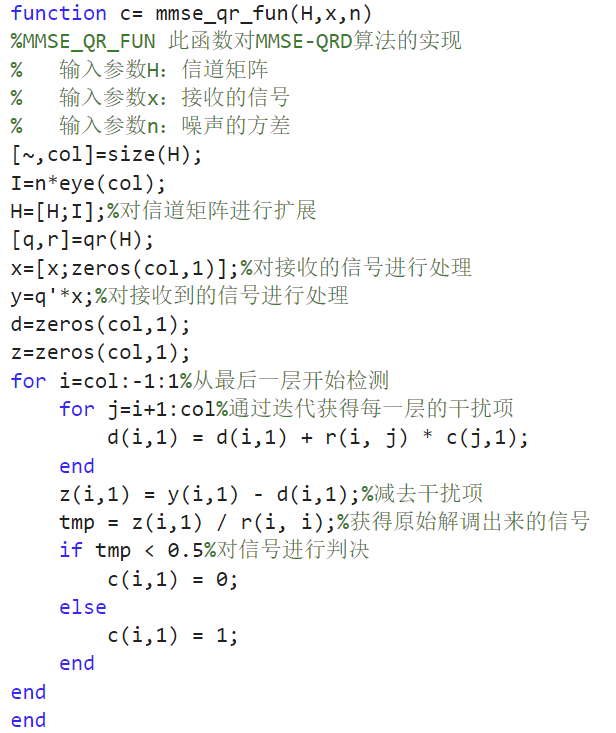 function c= mmse_qr_fun(H,x,n)
%MMSE_QR_FUN 此函数对MMSE-QRD算法的实现
%   输入参数H：信道矩阵
%   输入参数x：接收的信号
%   输入参数n：噪声的方差
[~,col]=size(H);
I=n*eye(col);
H=[H;I];%对信道矩阵进行扩展
[q,r]=qr(H);
x=[x;zeros(col,1)];%对接收的信号进行处理
y=q'*x;%对接收到的信号进行处理
d=zeros(col,1);
z=zeros(col,1);
for i=col:-1:1%从最后一层开始检测
    for j=i+1:col%通过迭代获得每一层的干扰项
        d(i,1) = d(i,1) + r(i, j) * c(j,1);
    end
    z(i,1) = y(i,1) - d(i,1);%减去干扰项
    tmp = z(i,1) / r(i, i);%获得原始解调出来的信号
    if tmp < 0.5%对信号进行判决
        c(i,1) = 0;
    else
        c(i,1) = 1;
    end
end
end